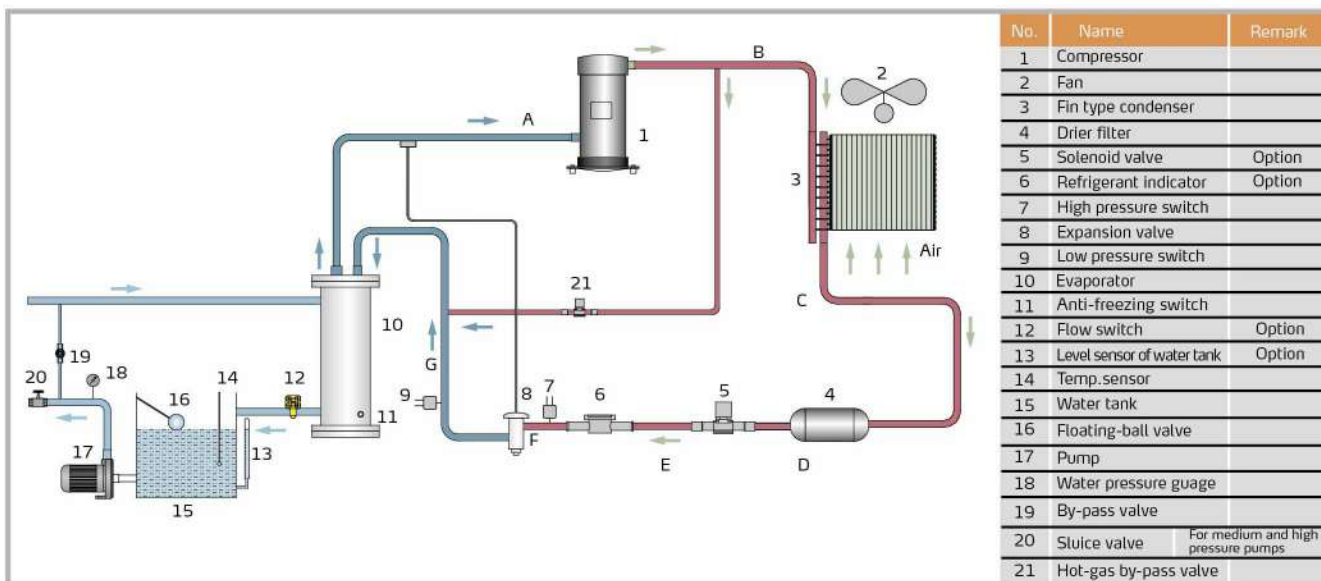 A
B
1
2
3
Air
C
21
10
G
19
18
20
14
12
11
9
8
7
6
5
4
16
F
E
D
17
13
15
No. Name Remark
1 Compressor
2 Fan
3 Fin type condenser
4 Drier filter
5 Solenoid valve Option
6 Refrigerant indicator Option
7 High pressure switch
8 Expansion valve
9 Low pressure switch
10 Evaporator
11 Anti-freezing switch
12 Flow switch Option
13 Level sensor of water tank Option
14 Temp.sensor
15 Water tank
16 Floating-ball valve
17 Pump
18 Water pressure guage
19 By-pass valve
20 Sluice valve For medium and high
pressure pumps
21 Hot-gas by-pass valve